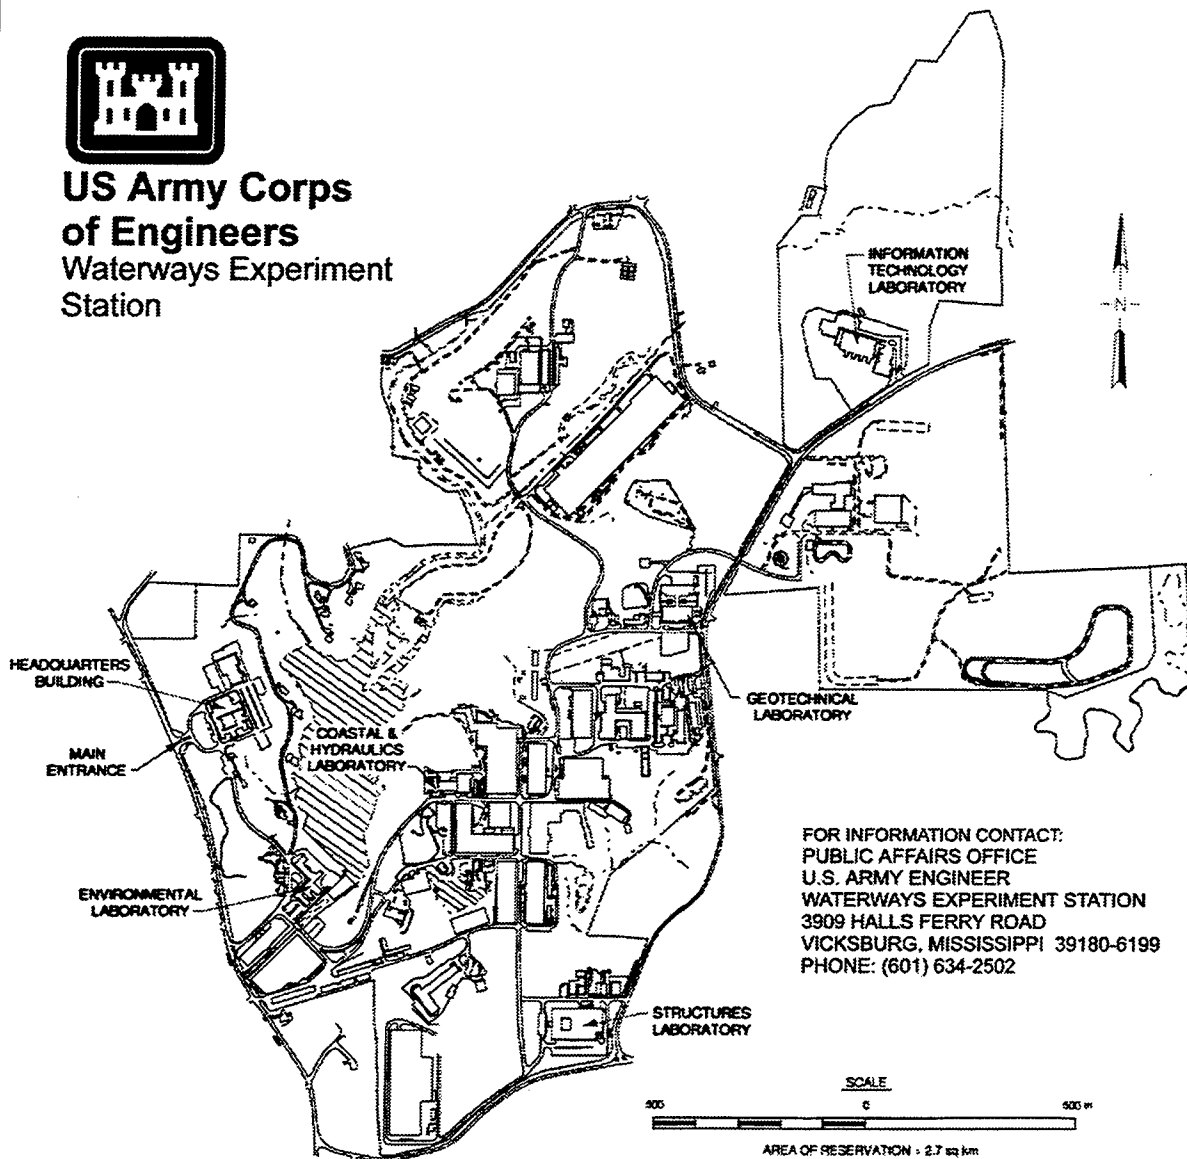 US Army Corps
of Engineers
Waterways Experiment
Station
INFORMATION
TECHNOLOGY
LABORATORY
N
HEADQUARTERS
BUILDING
MAIN
ENTRANCE
COASTAL &
HYDRAULICS
LABORATORY
GEOTECHNICAL
LABORATORY
ENVIRONMENTAL
LABORATORY
STRUCTURES
LABORATORY
FOR INFORMATION CONTACT:
PUBLIC AFFAIRS OFFICE
U.S. ARMY ENGINEER
WATERWAYS EXPERIMENT STATION
3909 HALLS FERRY ROAD
VICKSBURG, MISSISSIPPI 39180-6199
PHONE: (601) 634-2502
SCALE
500 0 500 m
AREA OF RESERVATION : 2.7 sq km